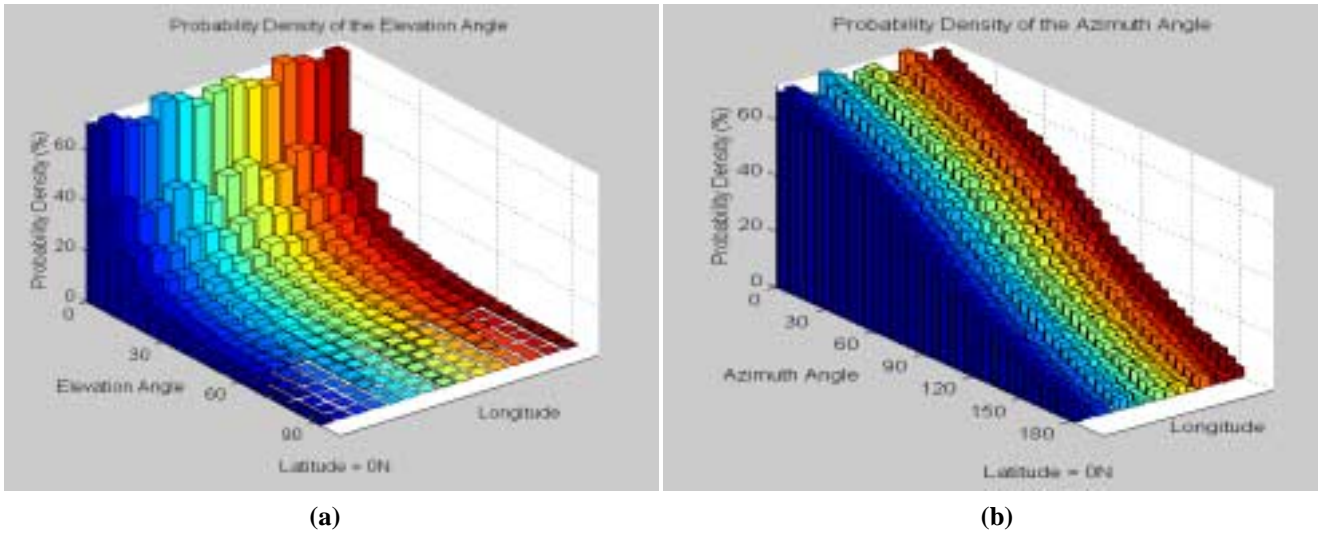 Probability Density of the Elevation Angle
Probability Density (%)
60
40
20
0
0
30
60
90
Elevation Angle
Longitude
Latitude = 0N
(a)
Probability Density of the Azimuth Angle
Probability Density (%)
60
40
20
0
0
30
60
90
120
150
180
Azimuth Angle
Longitude
Latitude = 0N
(b)